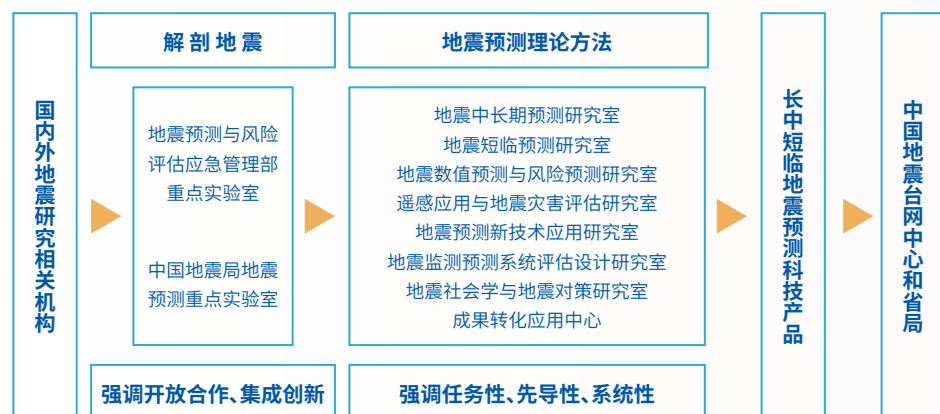 国内外地震研究相关机构
解剖地震
地震预测与风险
评估应急管理部
重点实验室
中国地震局地震
预测重点实验室
强调开放合作、集成创新
地震预测理论方法
地震中长期预测研究室
地震短临预测研究室
地震数值预测与风险预测研究室
遥感应用与地震灾害评估研究室
地震预测新技术应用研究室
地震监测预测系统评估设计研究室
地震社会学与地震对策研究室
成果转化应用中心
强调任务性、先导性、系统性
长中短临地震预测科技产品
中国地震台网中心和省局